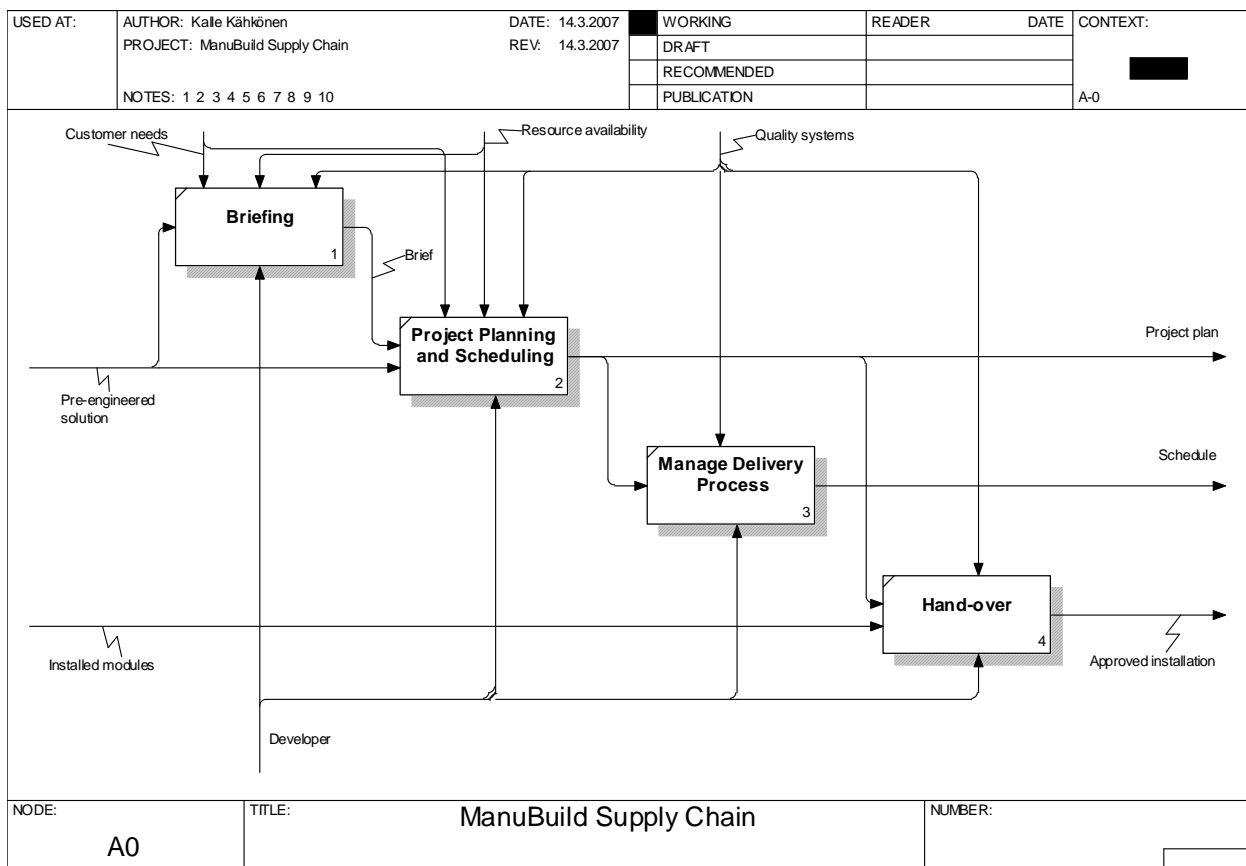 USED AT:
AUTHOR: Kalle Kähkönen
DATE: 14.3.2007
WORKING
READER
DATE
CONTEXT:
PROJECT: ManuBuild Supply Chain
REV: 14.3.2007
DRAFT
RECOMMENDED
NOTES: 1 2 3 4 5 6 7 8 9 10
PUBLICATION
A-0
Customer needs
Resource availability
Quality systems
Briefing
1
Brief
Project Planning
and Scheduling
2
Project plan
Pre-engineered
solution
Manage Delivery
Process
3
Schedule
Hand-over
4
Installed modules
Approved installation
Developer
NODE:
A0
TITLE:
ManuBuild Supply Chain
NUMBER: